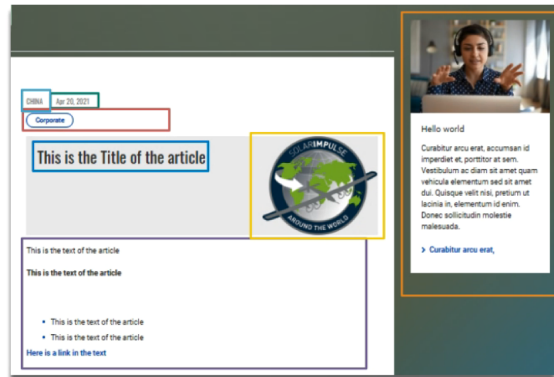 CHINA Apr 20, 2021
Corporate
This is the Title of the article
SOLARIMPULSE
AROUND THE WORLD
This is the text of the article
This is the text of the article
• This is the text of the article
• This is the text of the article
Here is a link in the text
Hello world
Curabitur arcu erat, accumsan id
imperdiet et, porttitor at sem.
Vestibulum ac diam sit amet quam
vehicula elementum sed sit amet
dui. Quisque velit nisi, pretium ut
lacinia in, elementum id enim.
Donec sollicitudin molestie
malesuada.
> Curabitur arcu erat,